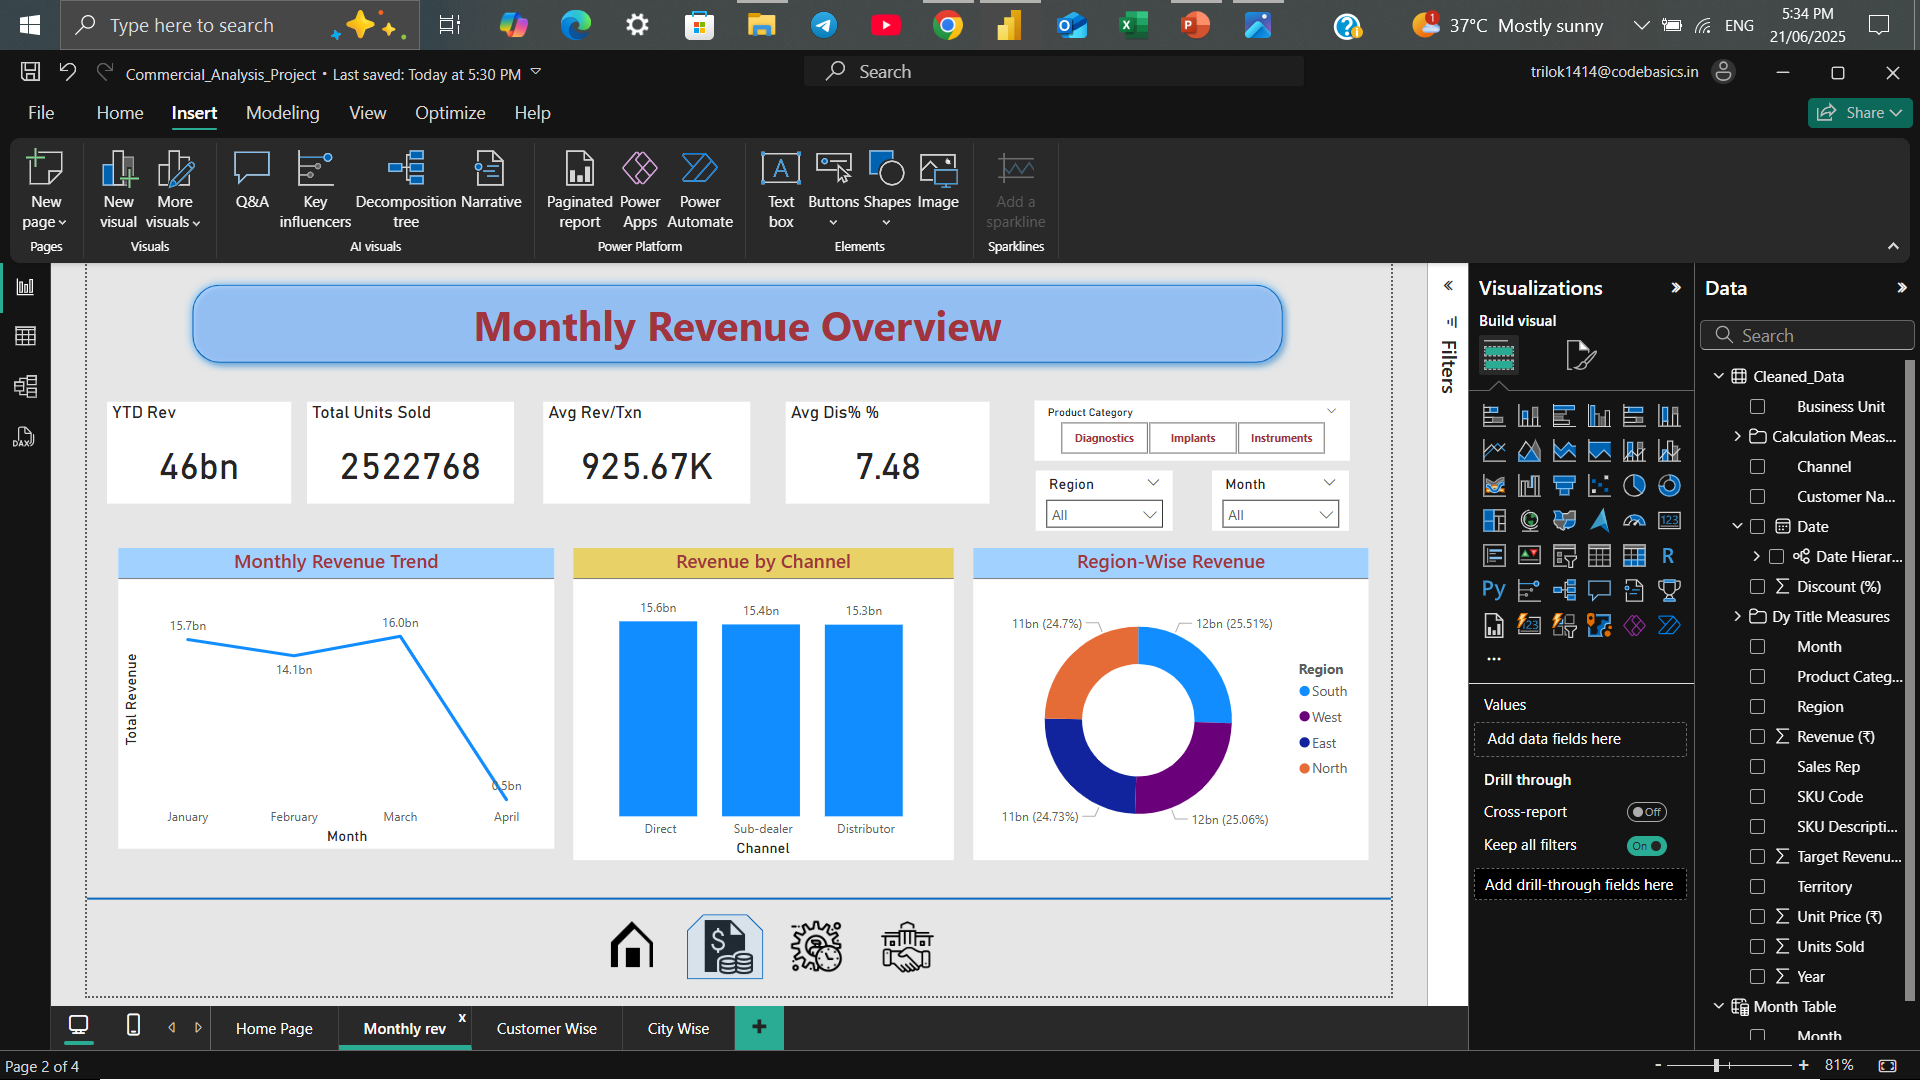 Type here to search
37°C Mostly sunny
ENG
5:34 PM
21/06/2025
Commercial_Analysis_Project • Last saved: Today at 5:30 PM
Search
trilok1414@codebasics.in
File Home Insert Modeling View Optimize Help
Share
New page
New visual
More visuals
Q&A
Key influencers
Decomposition tree
Narrative
Paginated report
Power Apps
Power Automate
Text box
Buttons
Shapes
Image
Add a sparkline
Pages
Visuals
AI visuals
Power Platform
Elements
Sparklines
Monthly Revenue Overview
YTD Rev
46bn
Total Units Sold
2522768
Avg Rev/Txn
925.67K
Avg Dis% %
7.48
Product Category
Diagnostics Implants Instruments
Region
All
Month
All
Monthly Revenue Trend
Total Revenue
15.7bn
14.1bn
16.0bn
0.5bn
January February March April
Month
Revenue by Channel
15.6bn
15.4bn
15.3bn
Direct Sub-dealer Distributor
Channel
Region-Wise Revenue
11bn (24.7%)
12bn (25.51%)
11bn (24.73%)
12bn (25.06%)
Region
South
West
East
North
Filters
Visualizations
Build visual
123
R
Py
123
Values
Add data fields here
Drill through
Cross-report
Off
Keep all filters
On
Add drill-through fields here
Data
Search
Cleaned_Data
Business Unit
Calculation Meas...
Channel
Customer Na...
Date
Date Hierar...
Discount (%)
Dy Title Measures
Month
Product Categ...
Region
Revenue (₹)
Sales Rep
SKU Code
SKU Descripti...
Target Revenu...
Territory
Unit Price (₹)
Units Sold
Year
Month Table
Month
DAX
Home Page
Monthly rev
x
Customer Wise
City Wise
Page 2 of 4
81%